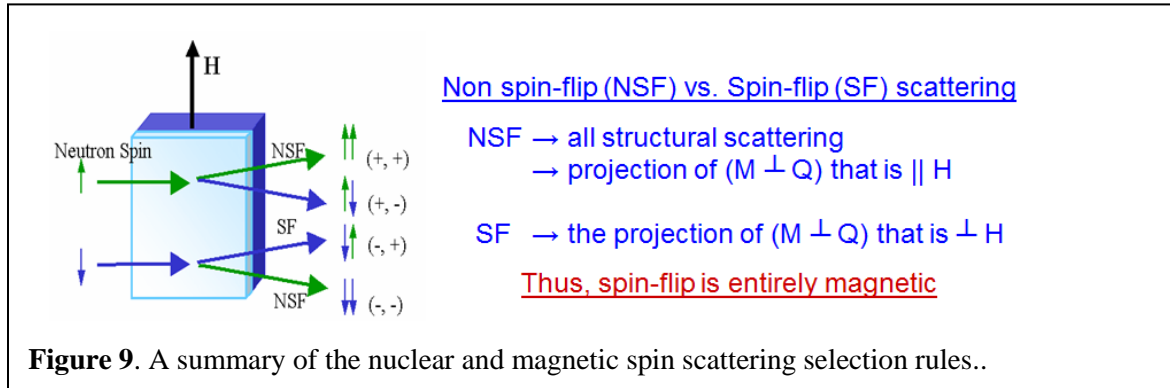 H
Neutron Spin
NSF
(+, +)
(+, -)
SF
(-, +)
NSF
(-, -)
Non spin-flip (NSF) vs. Spin-flip (SF) scattering
NSF → all structural scattering
→ projection of (M ⊥ Q) that is || H
SF → the projection of (M ⊥ Q) that is ⊥ H
Thus, spin-flip is entirely magnetic
Figure 9. A summary of the nuclear and magnetic spin scattering selection rules..